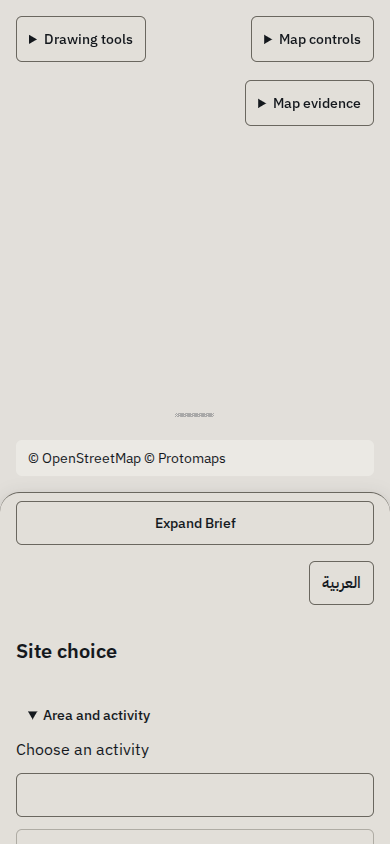 Drawing tools
Map controls
Map evidence
© OpenStreetMap © Protomaps
Expand Brief
العربية
Site choice
Area and activity
Choose an activity